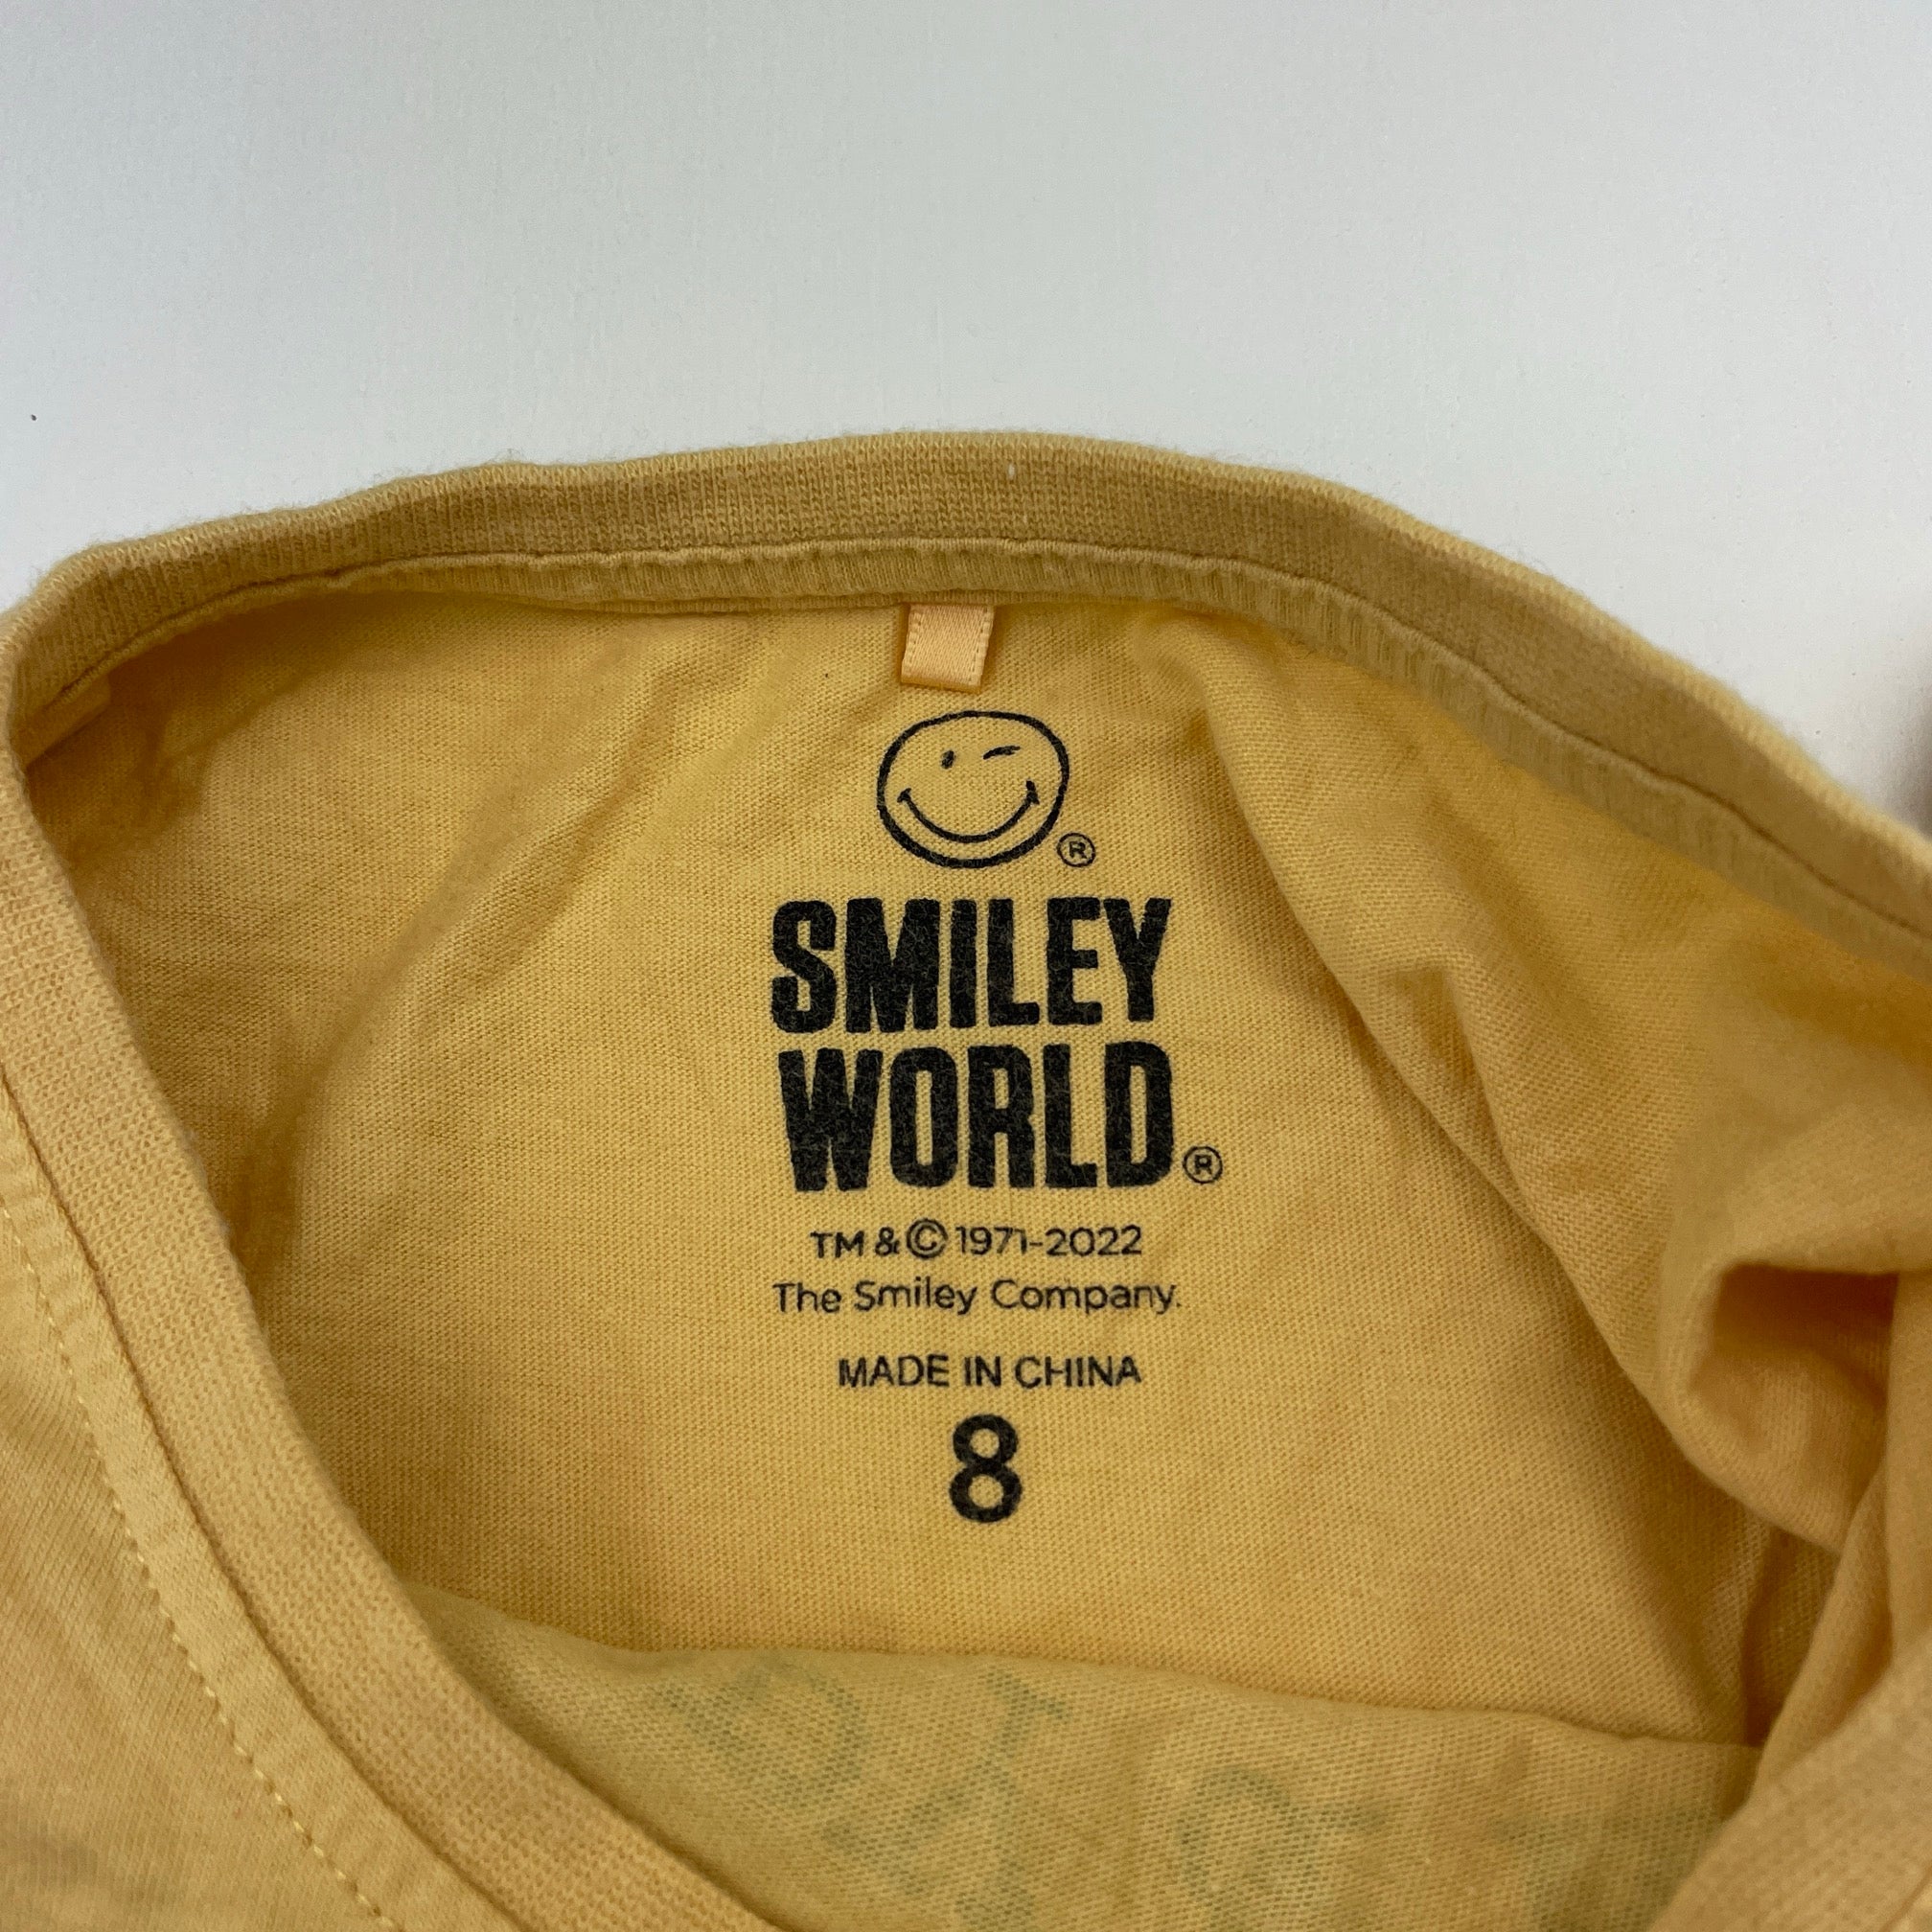 ®
SMILEY
WORLD®
TM & © 1971-2022
The Smiley Company.
MADE IN CHINA
8